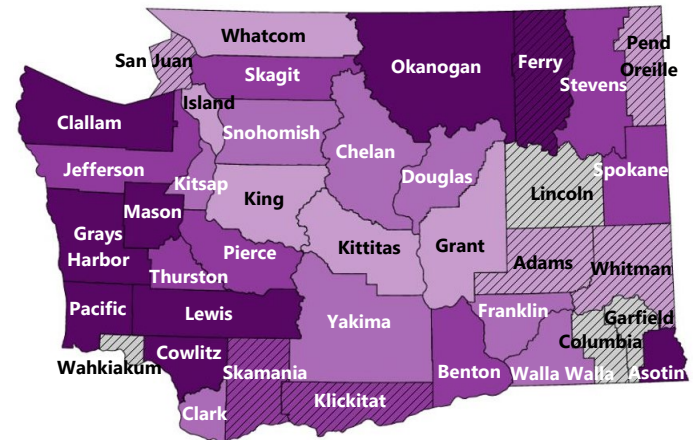 Whatcom
San Juan
Skagit
Okanogan
Ferry
Pend
Oreille
Stevens
Island
Clallam
Snohomish
Chelan
Jefferson
Kitsap
King
Douglas
Lincoln
Spokane
Mason
Grays
Harbor
Kittitas
Grant
Pierce
Thurston
Adams
Whitman
Pacific
Lewis
Yakima
Franklin
Garfield
Columbia
Wahkiakum
Cowlitz
Skamania
Benton
Walla Walla
Asotin
Clark
Klickitat